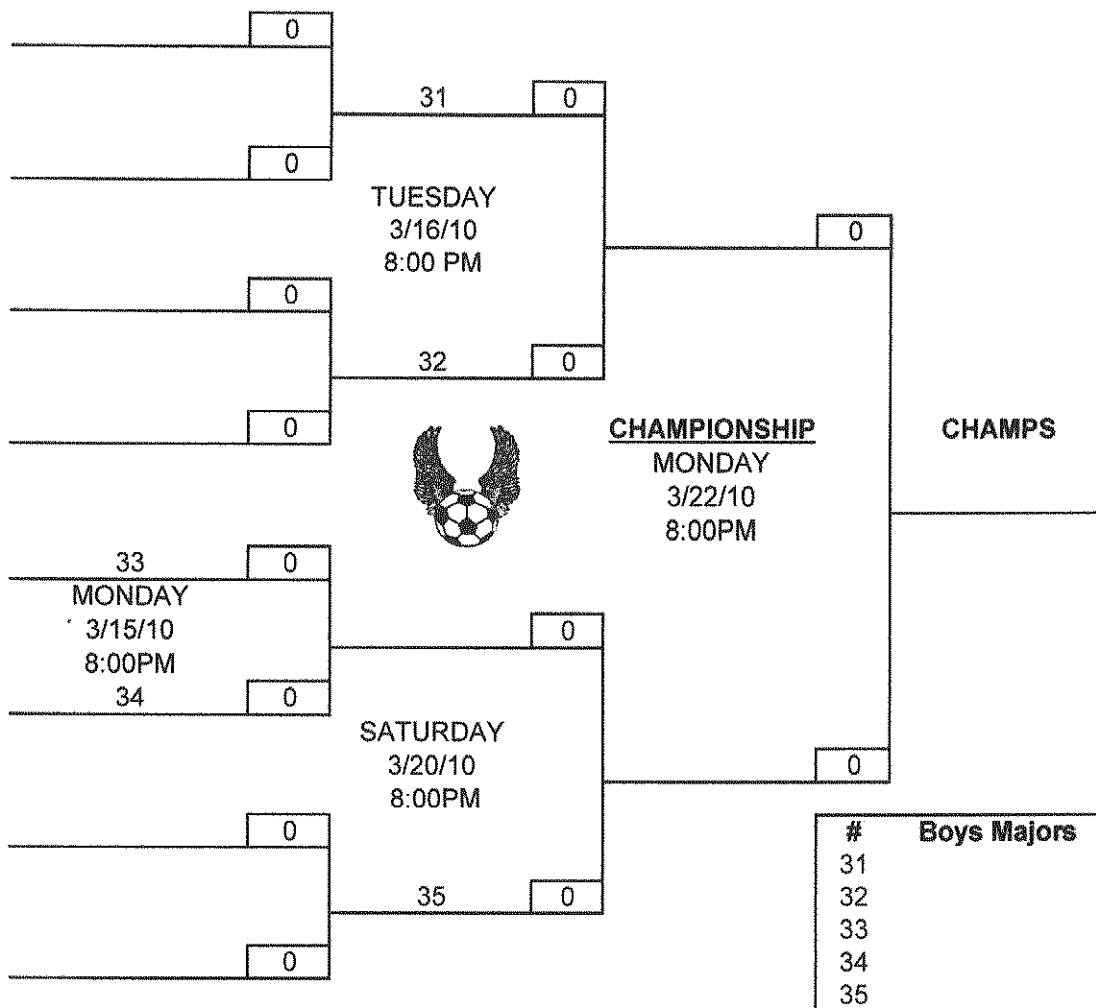 0
31 0
0
TUESDAY
3/16/10
8:00 PM
0
0
32 0
0
CHAMPIONSHIP
MONDAY
3/22/10
8:00PM
CHAMPS
33 0
MONDAY
3/15/10
8:00PM
34 0
0
SATURDAY
3/20/10
8:00PM
0
0
35 0
0
# Boys Majors
31
32
33
34
35